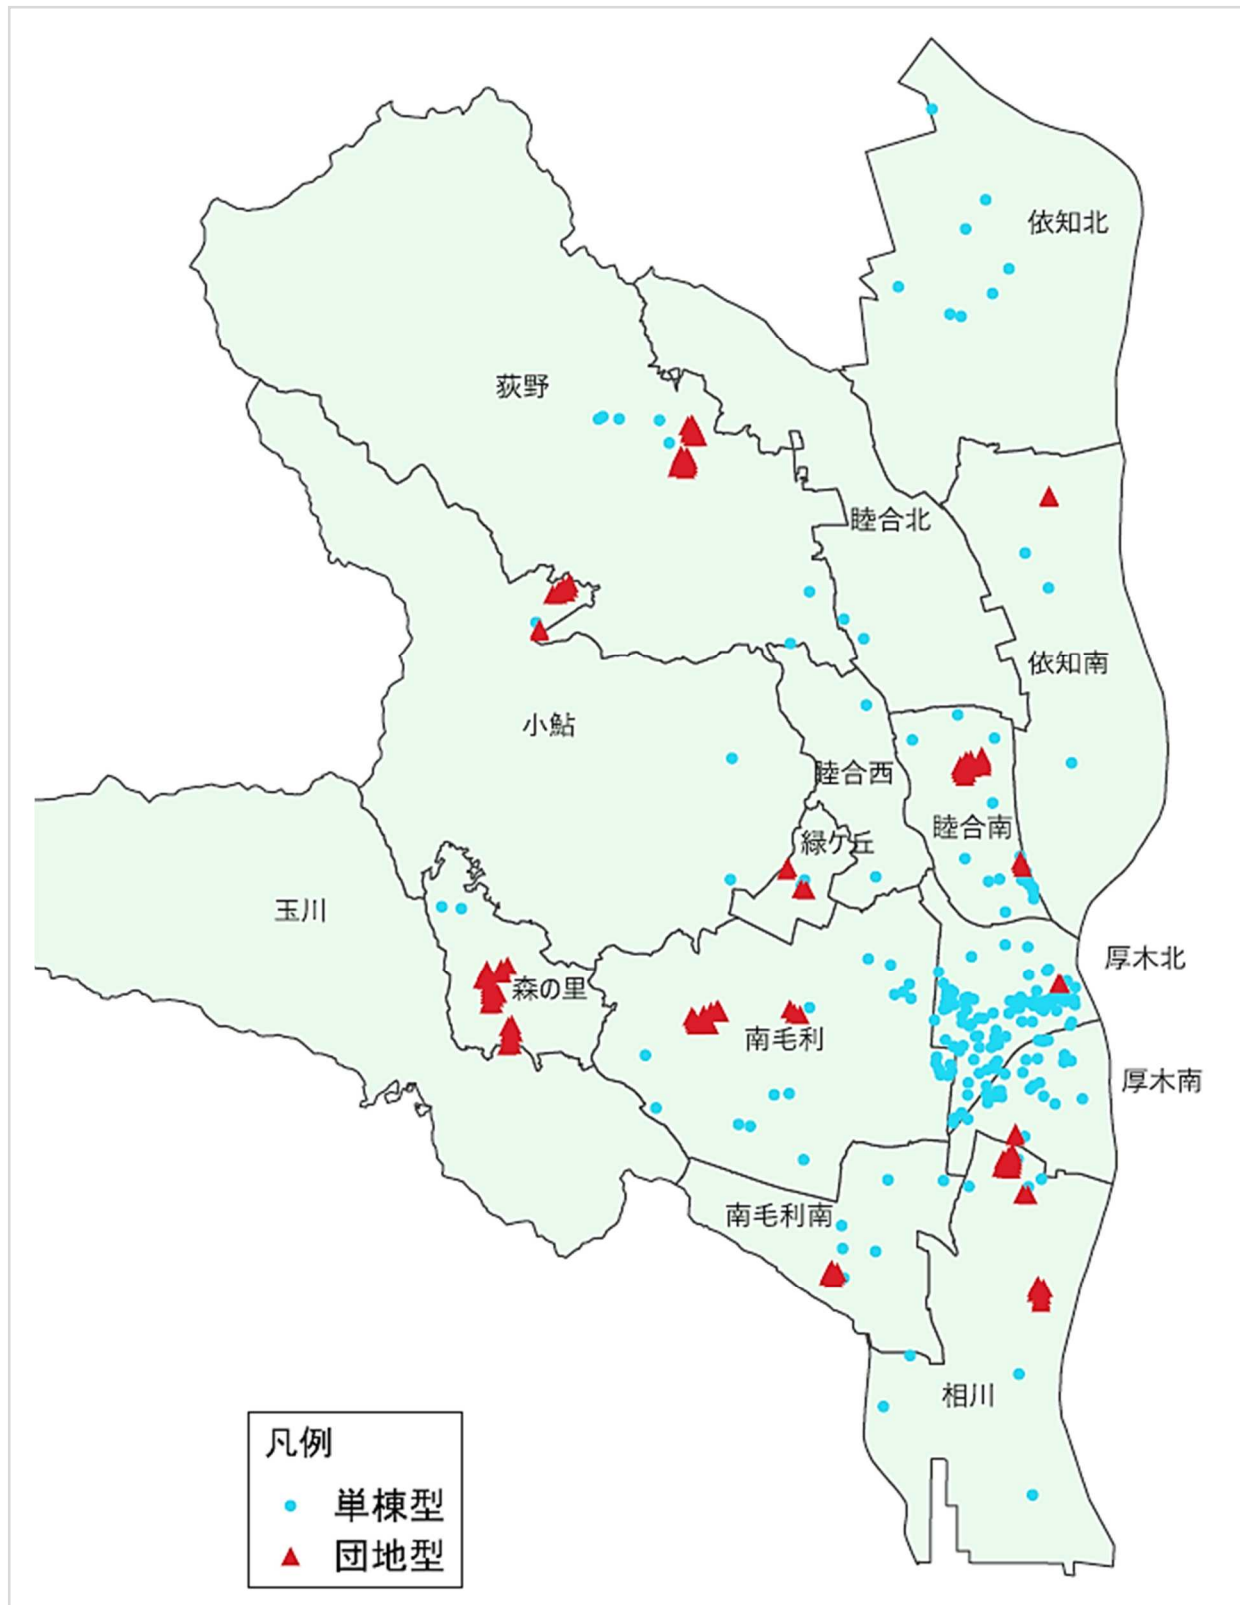 依知北
荻野
睦合北
依知南
小鮎
睦合西
睦合南
緑ケ丘
玉川
厚木北
森の里
南毛利
厚木南
南毛利南
相川
凡例
単棟型
団地型